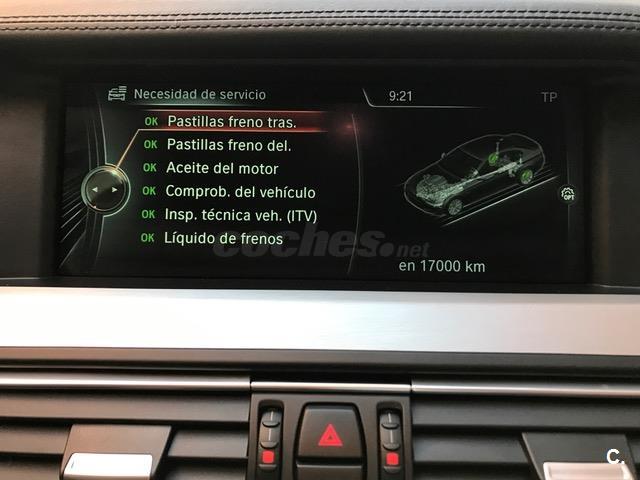 Necesidad de servicio
9:21
TP
OK Pastillas freno tras.
OK Pastillas freno del.
OK Aceite del motor
OK Comprob. del vehículo
OK Insp. técnica veh. (ITV)
OK Líquido de frenos
OPT
coches.net
en 17000 km
C.